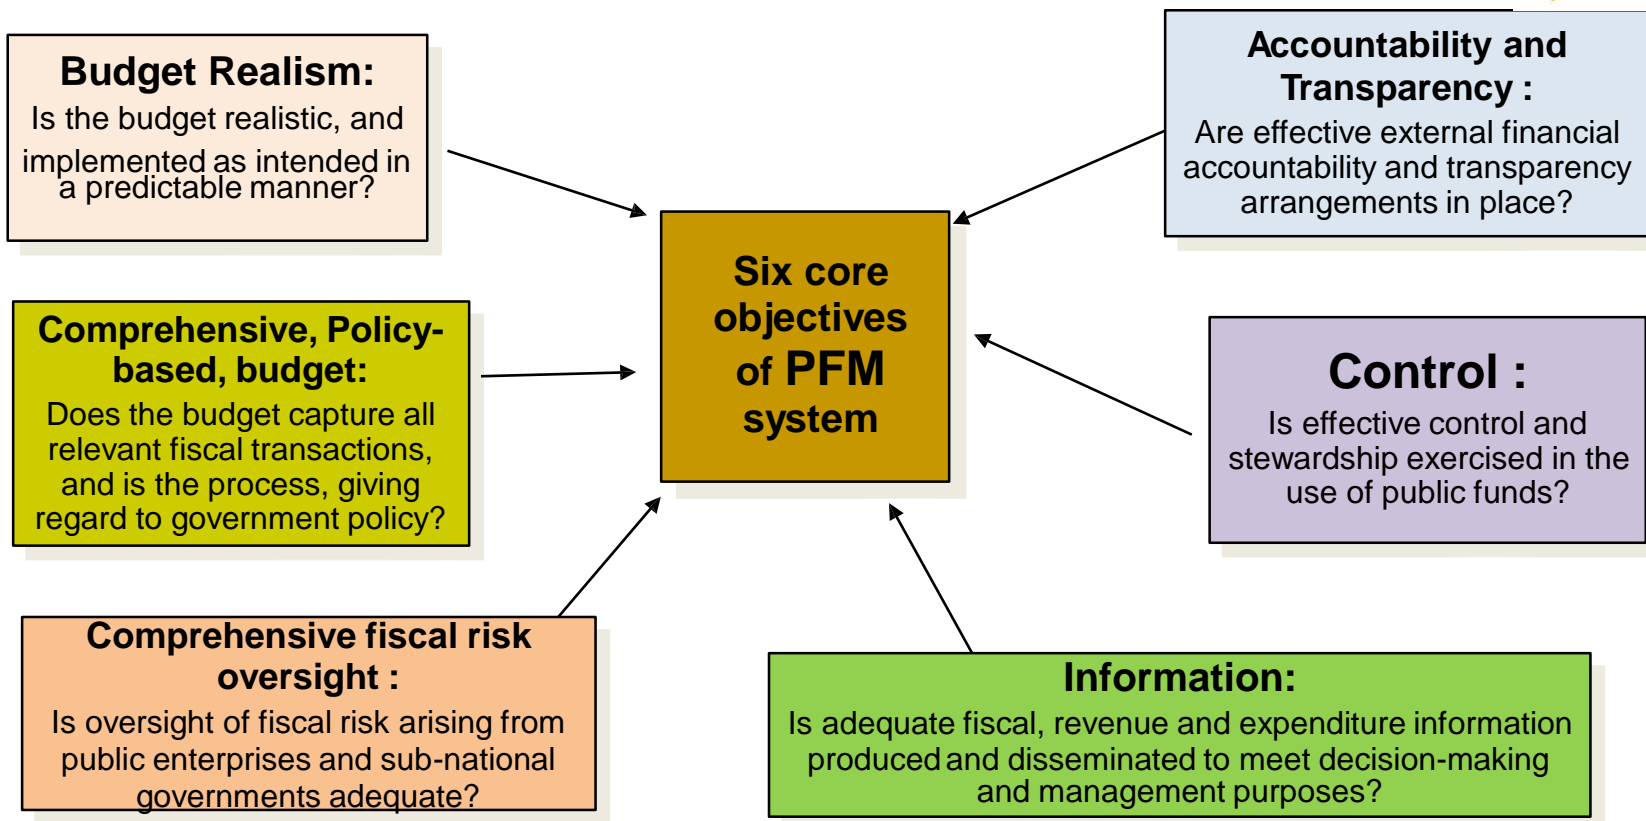 Budget Realism:
Is the budget realistic, and
implemented as intended in
a predictable manner?
Accountability and
Transparency :
Are effective external financial
accountability and transparency
arrangements in place?
Six core
objectives
of PFM
system
Comprehensive, Policy-
based, budget:
Does the budget capture all
relevant fiscal transactions,
and is the process, giving
regard to government policy?
Control :
Is effective control and
stewardship exercised in the
use of public funds?
Comprehensive fiscal risk
oversight :
Is oversight of fiscal risk arising from
public enterprises and sub-national
governments adequate?
Information:
Is adequate fiscal, revenue and expenditure information
produced and disseminated to meet decision-making
and management purposes?